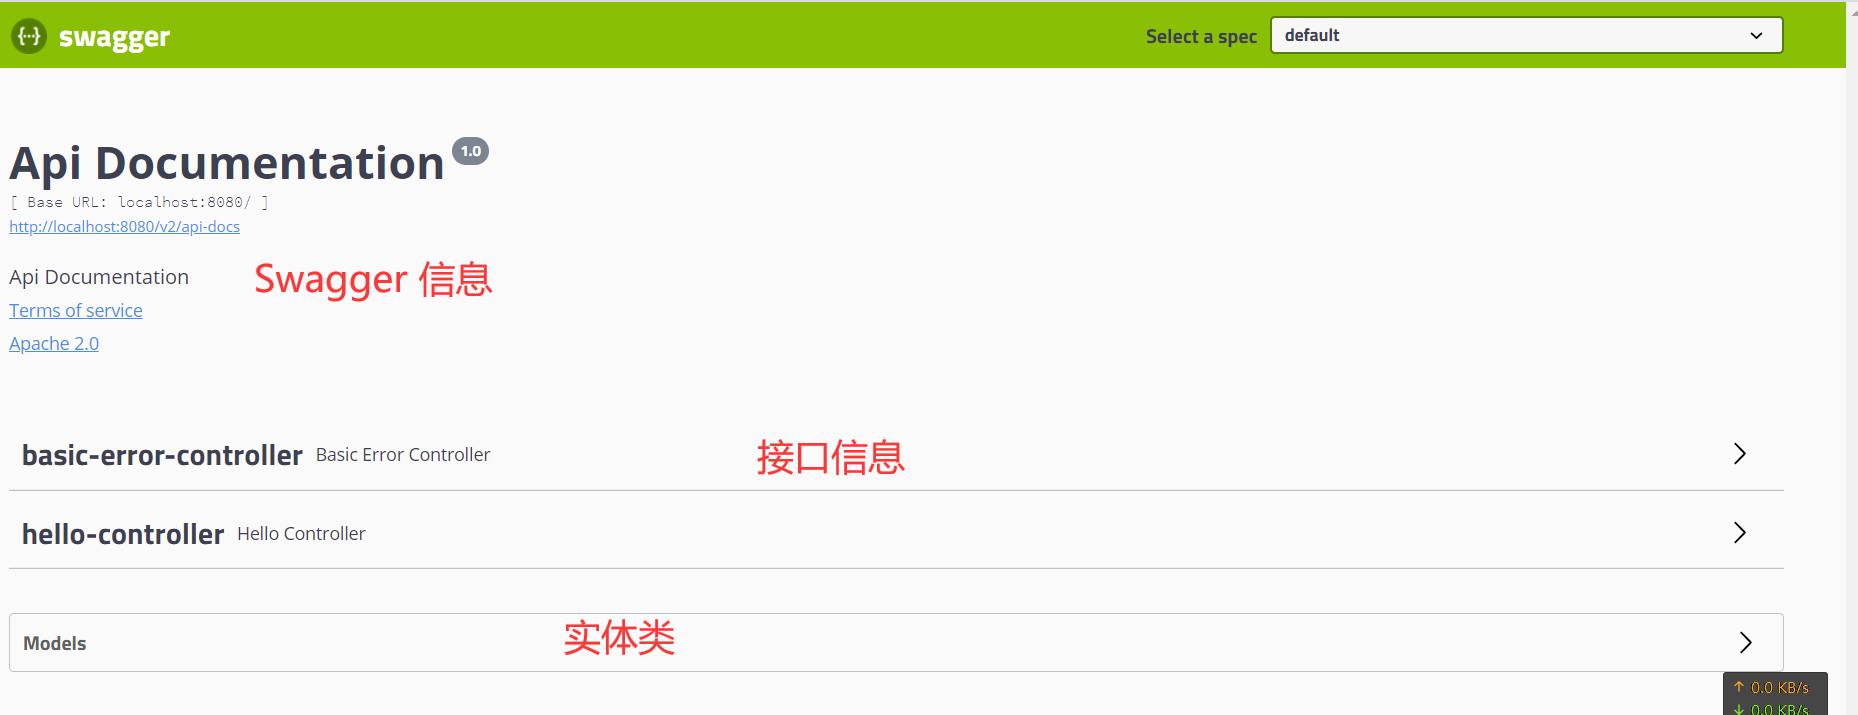 swagger
Select a spec default
Api Documentation 1.0
[ Base URL: localhost:8080/ ]
http://localhost:8080/v2/api-docs
Api Documentation Swagger 信息
Terms of service
Apache 2.0
basic-error-controller Basic Error Controller 接口信息
hello-controller Hello Controller
Models 实体类
↑ 0.0 KB/s
↓ 0.0 KB/s